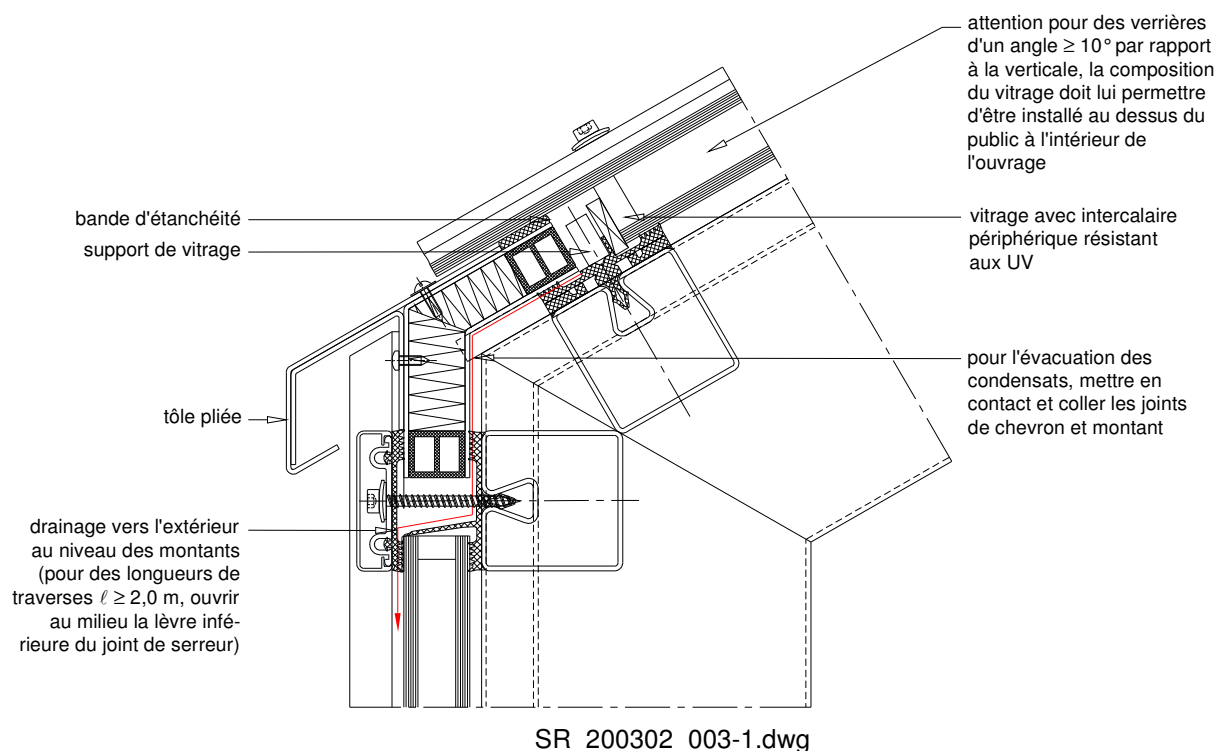 attention pour des verrières
d'un angle ≥ 10° par rapport
à la verticale, la composition
du vitrage doit lui permettre
d'être installé au dessus du
public à l'intérieur de
l'ouvrage
bande d'étanchéité
support de vitrage
vitrage avec intercalaire
périphérique résistant
aux UV
tôle pliée
pour l'évacuation des
condensats, mettre en
contact et coller les joints
de chevron et montant
drainage vers l'extérieur
au niveau des montants
(pour des longueurs de
traverses ℓ ≥ 2,0 m, ouvrir
au milieu la lèvre infé-
rieure du joint de serreur)
SR_200302_003-1.dwg